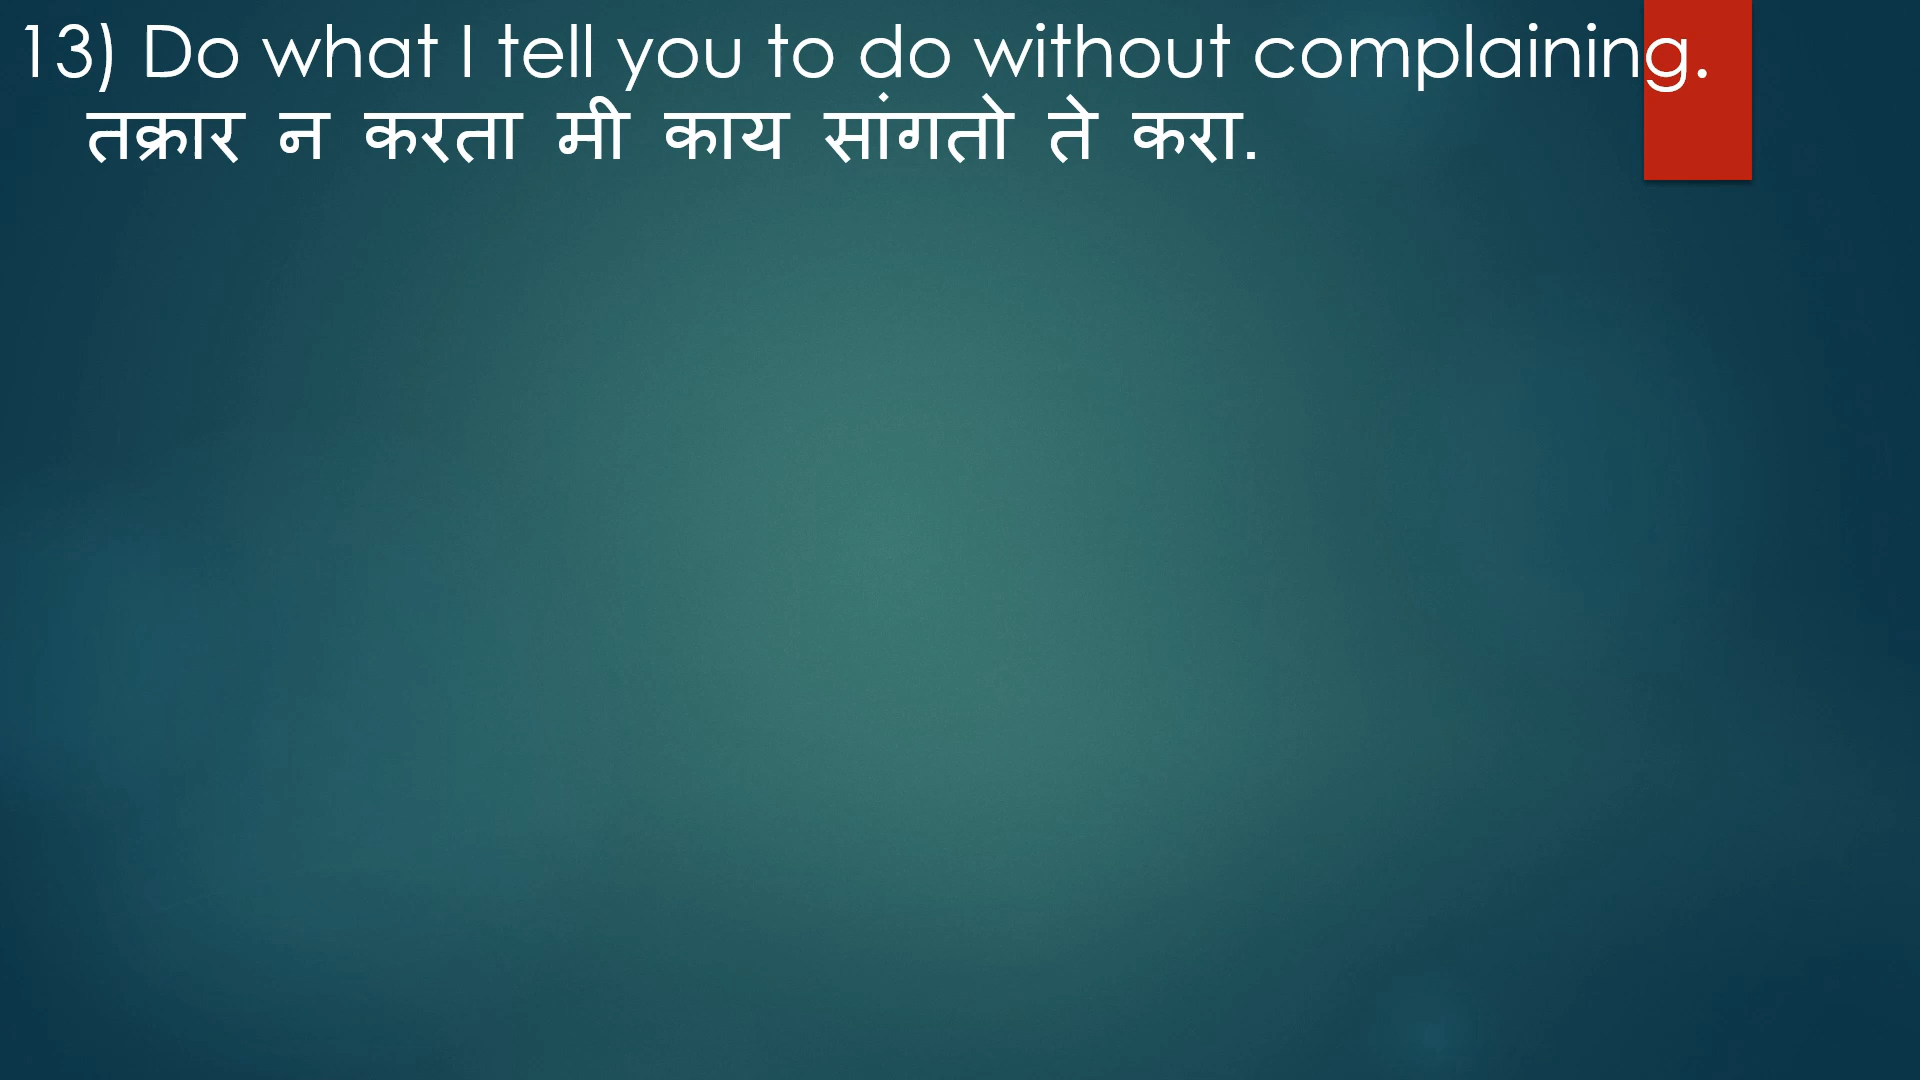 13) Do what I tell you to do without complaining.
तक्रार न करता मी काय सांगतो ते करा.